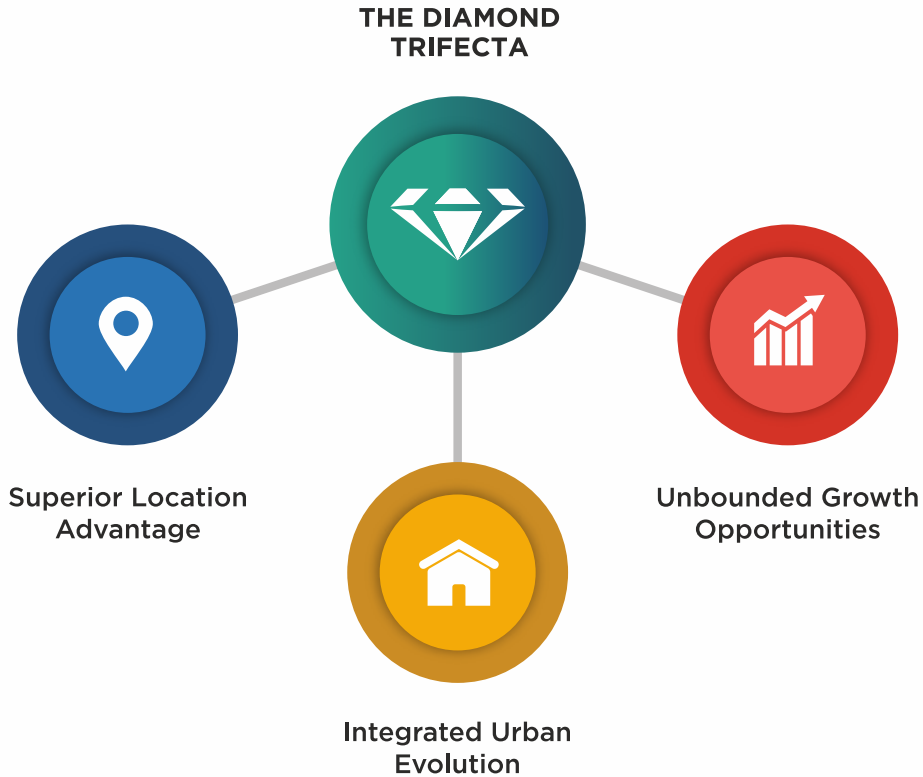 THE DIAMOND
TRIFECTA
Superior Location
Advantage
Unbounded Growth
Opportunities
Integrated Urban
Evolution